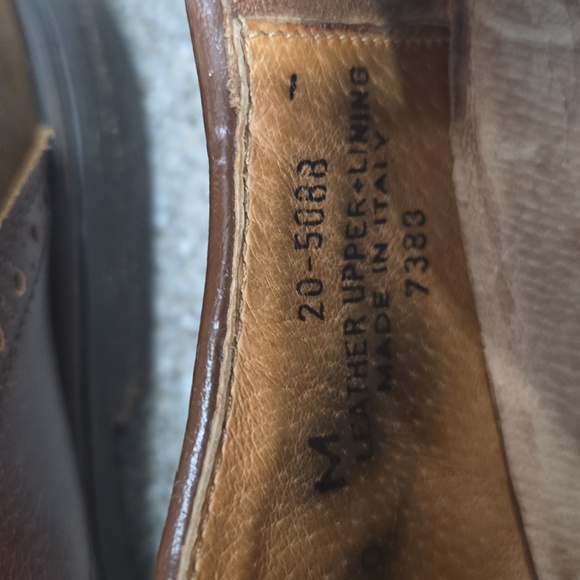 M
20-5088
LEATHER UPPER+LINING
MADE IN ITALY
7383